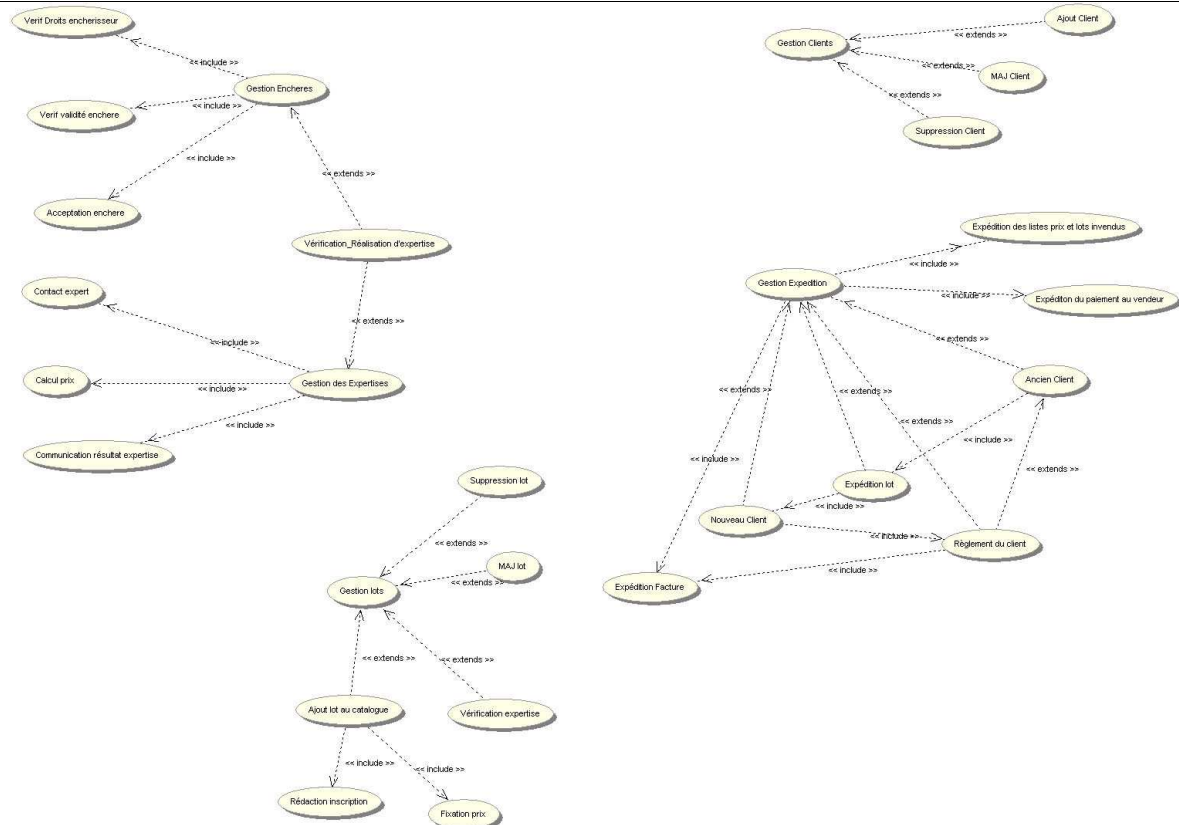 Verif Droits encherisseur
<< include >>
Gestion Encheres
<< include >>
Verif validité enchere
<< include >>
<< extends >>
Acceptation enchere
Vérification_Réalisation d'expertise
Contact expert
<< extends >>
<< include >>
Calcul prix
<< include >>
Gestion des Expertises
<< include >>
Communication résultat expertise
Ajout Client
<< extends >>
Gestion Clients
<< extends >>
MAJ Client
<< extends >>
Suppression Client
Expédition des listes prix et lots invendus
<< include >>
Gestion Expedition
<< include >>
Expéditon du paiement au vendeur
<< extends >>
Ancien Client
<< extends >>
<< extends >>
<< extends >>
<< include >>
<< include >>
<< extends >>
<< extends >>
Expédition lot
<< include >>
Nouveau Client
<< include >>
Règlement du client
<< include >>
Expédition Facture
Suppression lot
<< extends >>
MAJ lot
<< extends >>
Gestion lots
<< extends >>
<< extends >>
Ajout lot au catalogue
Vérification expertise
<< include >>
<< include >>
Rédaction inscription
Fixation prix